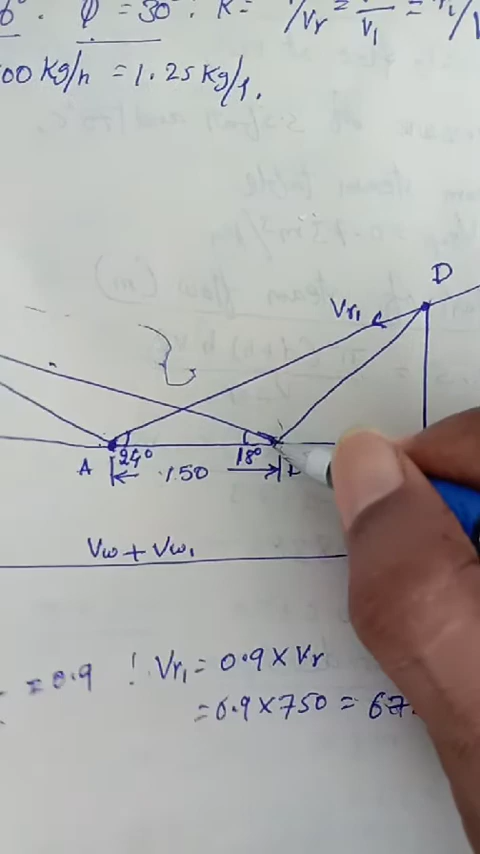 φ = 30°. K = Vr₁/Vr =
00 kg/h = 1.25 kg/s.
D
Vr₁
A 24° 150 18°
Vw + Vw₁
= 0.9 ! Vr₁ = 0.9 × Vr
= 0.9 × 750 = 67